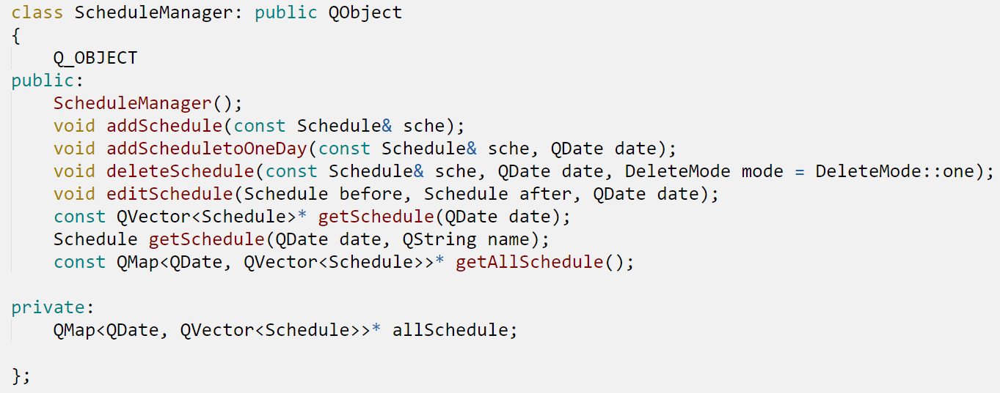 class ScheduleManager: public QObject
{
    Q_OBJECT
public:
    ScheduleManager();
    void addSchedule(const Schedule& sche);
    void addScheduletoOneDay(const Schedule& sche, QDate date);
    void deleteSchedule(const Schedule& sche, QDate date, DeleteMode mode = DeleteMode::one);
    void editSchedule(Schedule before, Schedule after, QDate date);
    const QVector<Schedule>* getSchedule(QDate date);
    Schedule getSchedule(QDate date, QString name);
    const QMap<QDate, QVector<Schedule>>* getAllSchedule();
private:
    QMap<QDate, QVector<Schedule>>* allSchedule;
};